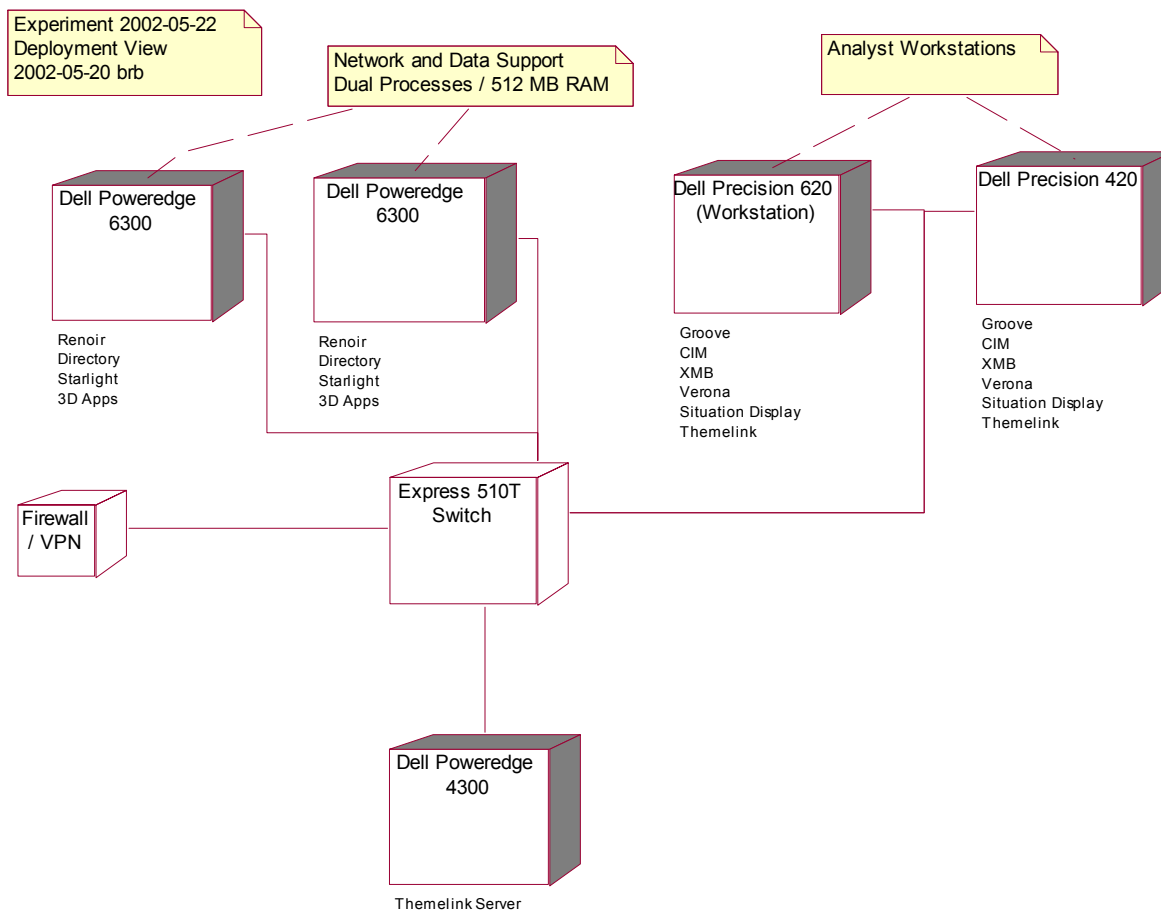 Experiment 2002-05-22
Deployment View
2002-05-20 brb
Network and Data Support
Dual Processes / 512 MB RAM
Analyst Workstations
Dell Poweredge
6300
Dell Poweredge
6300
Dell Precision 620
(Workstation)
Dell Precision 420
Renoir
Directory
Starlight
3D Apps
Renoir
Directory
Starlight
3D Apps
Groove
CIM
XMB
Verona
Situation Display
Themelink
Groove
CIM
XMB
Verona
Situation Display
Themelink
Firewall
/ VPN
Express 510T
Switch
Dell Poweredge
4300
Themelink Server